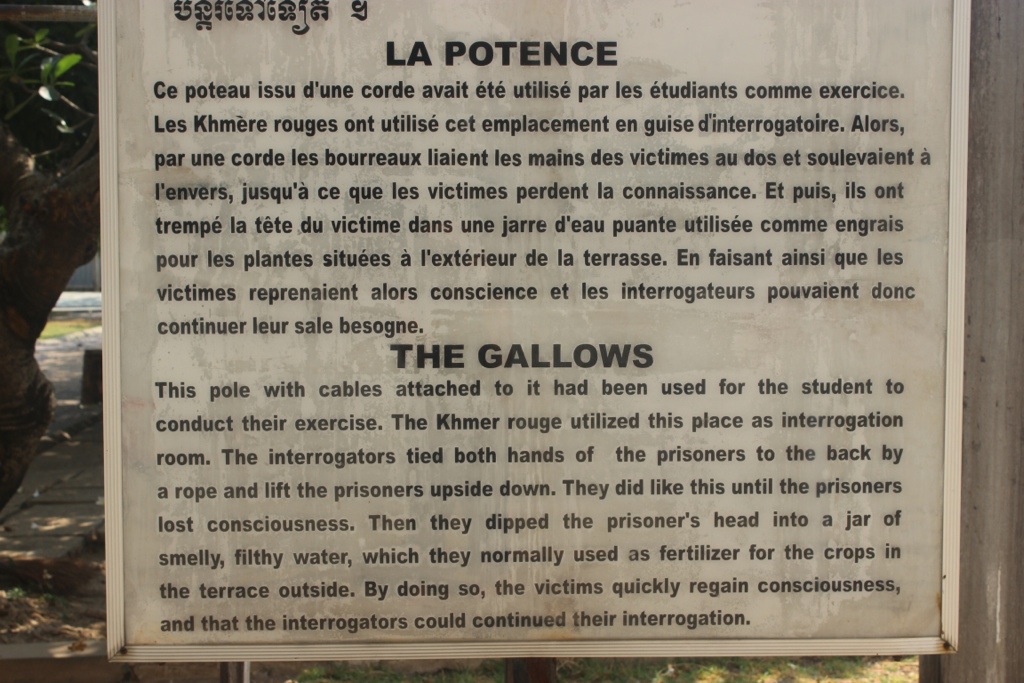 បន្តរទៅទៀត ។
LA POTENCE
Ce poteau issu d'une corde avait été utilisé par les étudiants comme exercice.
Les Khmère rouges ont utilisé cet emplacement en guise d'interrogatoire. Alors,
par une corde les bourreaux liaient les mains des victimes au dos et soulevaient à
l'envers, jusqu'à ce que les victimes perdent la connaissance. Et puis, ils ont
trempé la tête du victime dans une jarre d'eau puante utilisée comme engrais
pour les plantes situées à l'extérieur de la terrasse. En faisant ainsi que les
victimes reprenaient alors conscience et les interrogateurs pouvaient donc
continuer leur sale besogne.
THE GALLOWS
This pole with cables attached to it had been used for the student to
conduct their exercise. The Khmer rouge utilized this place as interrogation
room. The interrogators tied both hands of the prisoners to the back by
a rope and lift the prisoners upside down. They did like this until the prisoners
lost consciousness. Then they dipped the prisoner's head into a jar of
smelly, filthy water, which they normally used as fertilizer for the crops in
the terrace outside. By doing so, the victims quickly regain consciousness,
and that the interrogators could continued their interrogation.